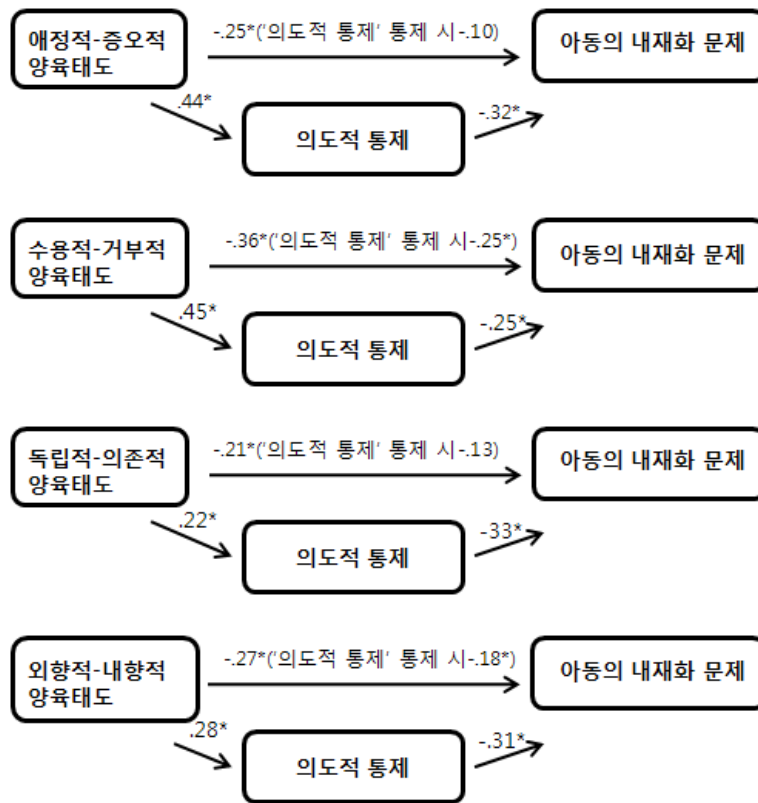 애정적-증오적
양육태도
-.25*('의도적 통제' 통제 시-.10)
아동의 내재화 문제
.44*
의도적 통제
-.32*
수용적-거부적
양육태도
-.36*('의도적 통제' 통제 시-.25*)
아동의 내재화 문제
.45*
의도적 통제
-.25*
독립적-의존적
양육태도
-.21*('의도적 통제' 통제 시-.13)
아동의 내재화 문제
.22*
의도적 통제
-33*
외향적-내향적
양육태도
-.27*('의도적 통제' 통제 시-.18*)
아동의 내재화 문제
.28*
의도적 통제
-.31*